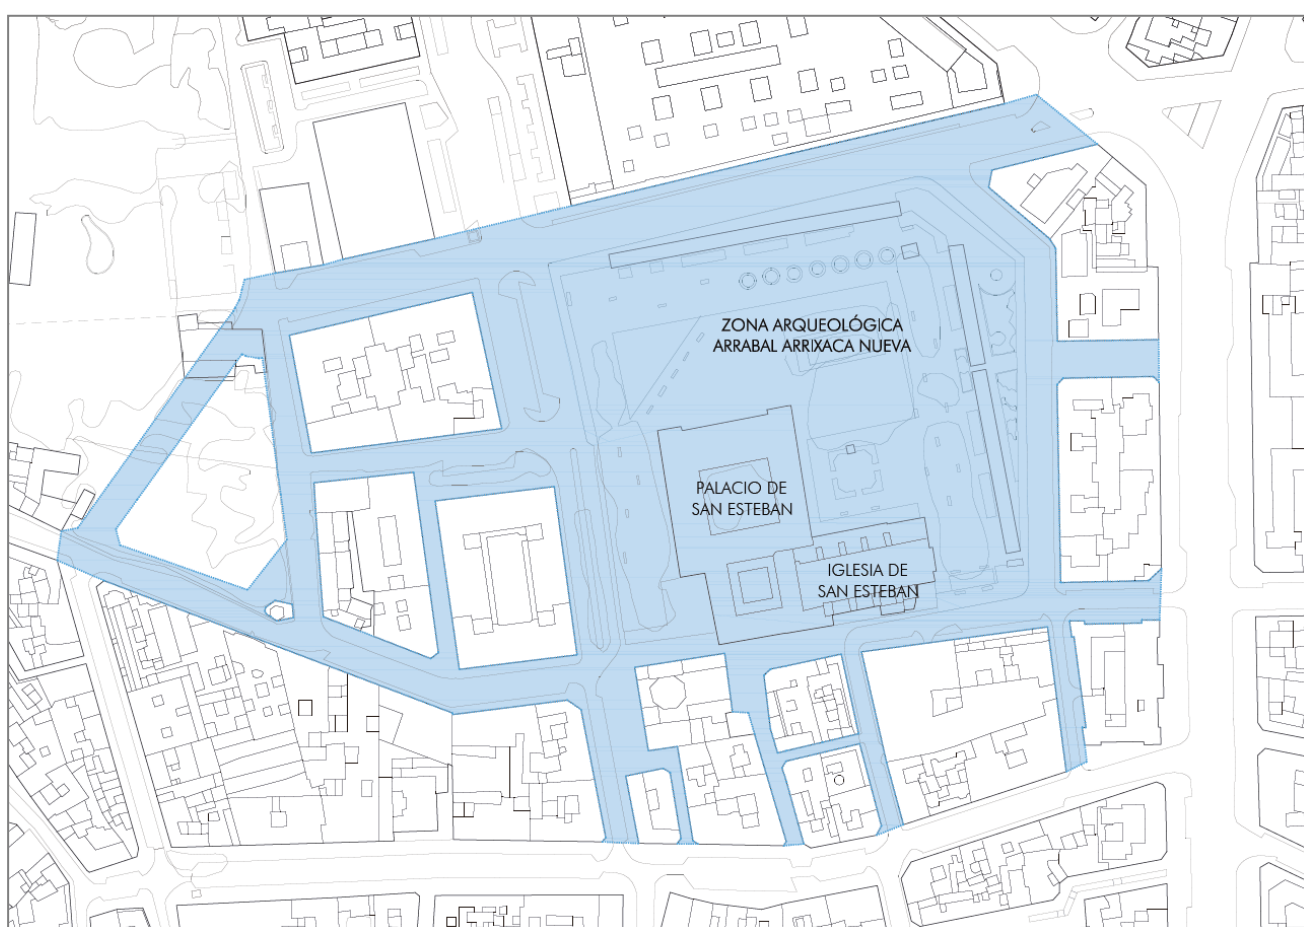 ZONA ARQUEOLÓGICA
ARRABAL ARRIXACA NUEVA
PALACIO DE
SAN ESTEBAN
IGLESIA DE
SAN ESTEBAN